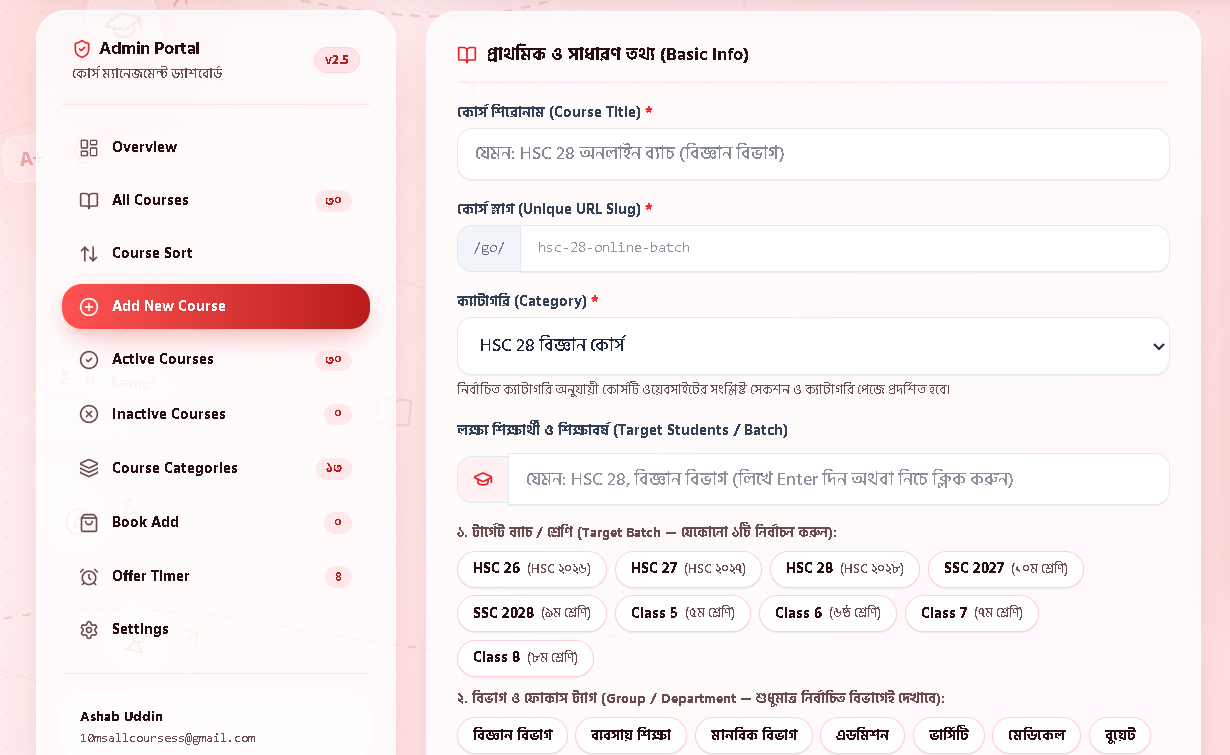 Admin Portal
কোর্স ম্যানেজমেন্ট ড্যাশবোর্ড
v2.5
Overview
All Courses ৩০
Course Sort
Add New Course
Active Courses ৩০
Inactive Courses ০
Course Categories ১৩
Book Add ০
Offer Timer ৪
Settings
Ashab Uddin
10msallcoursess@gmail.com
প্রাথমিক ও সাধারণ তথ্য (Basic Info)
কোর্স শিরোনাম (Course Title) *
যেমন: HSC 28 অনলাইন ব্যাচ (বিজ্ঞান বিভাগ)
কোর্স স্লাগ (Unique URL Slug) *
/go/ hsc-28-online-batch
ক্যাটাগরি (Category) *
HSC 28 বিজ্ঞান কোর্স
নির্বাচিত ক্যাটাগরি অনুযায়ী কোর্সটি ওয়েবসাইটের সংশ্লিষ্ট সেকশন ও ক্যাটাগরি পেজে প্রদর্শিত হবে।
লক্ষ্য শিক্ষার্থী ও শিক্ষাবর্ষ (Target Students / Batch)
যেমন: HSC 28, বিজ্ঞান বিভাগ (লিখে Enter দিন অথবা নিচে ক্লিক করুন)
১. টার্গেট ব্যাচ / শ্রেণি (Target Batch — যেকোনো ১টি নির্বাচন করুন):
HSC 26 (HSC ২০২৬) HSC 27 (HSC ২০২৭) HSC 28 (HSC ২০২৮) SSC 2027 (১০ম শ্রেণি)
SSC 2028 (৯ম শ্রেণি) Class 5 (৫ম শ্রেণি) Class 6 (৬ষ্ঠ শ্রেণি) Class 7 (৭ম শ্রেণি)
Class 8 (৮ম শ্রেণি)
২. বিভাগ ও ফোকাস ট্যাগ (Group / Department — শুধুমাত্র নির্বাচিত বিভাগেই দেখাবে):
বিজ্ঞান বিভাগ ব্যবসায় শিক্ষা মানবিক বিভাগ এডমিশন ভার্সিটি মেডিকেল বুয়েট